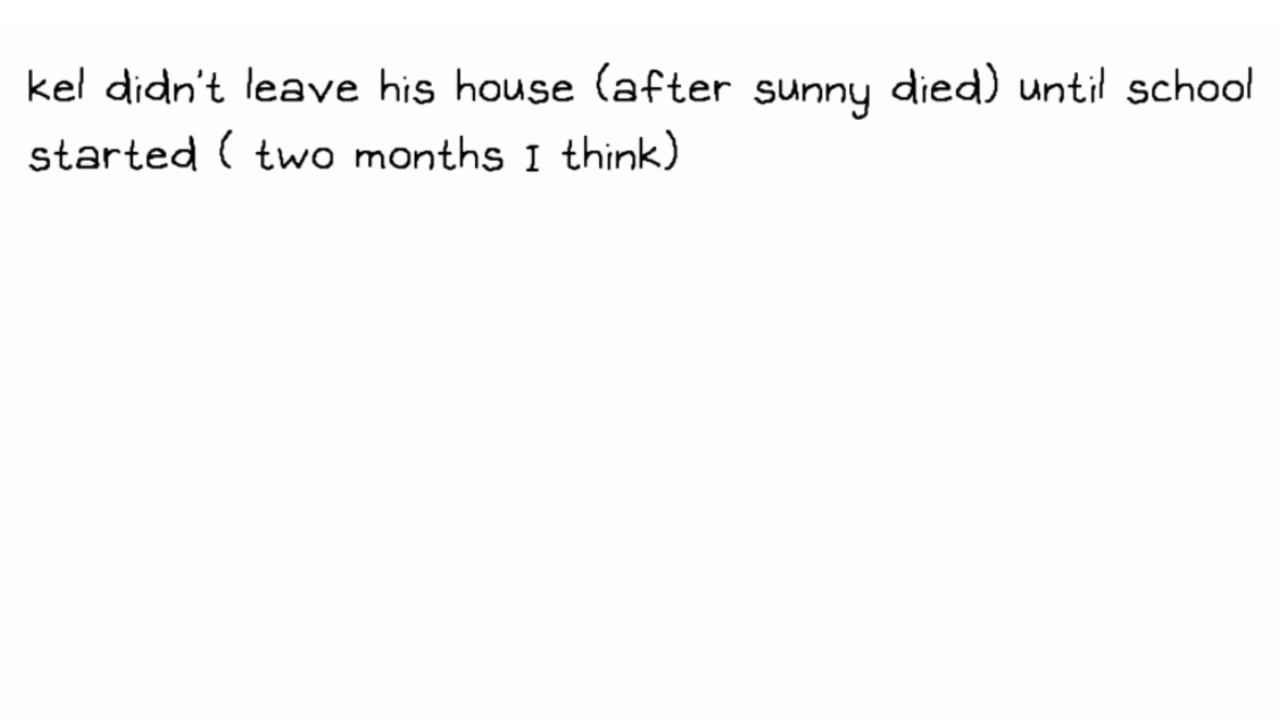 kel didn't leave his house (after sunny died) until school
started ( two months I think)